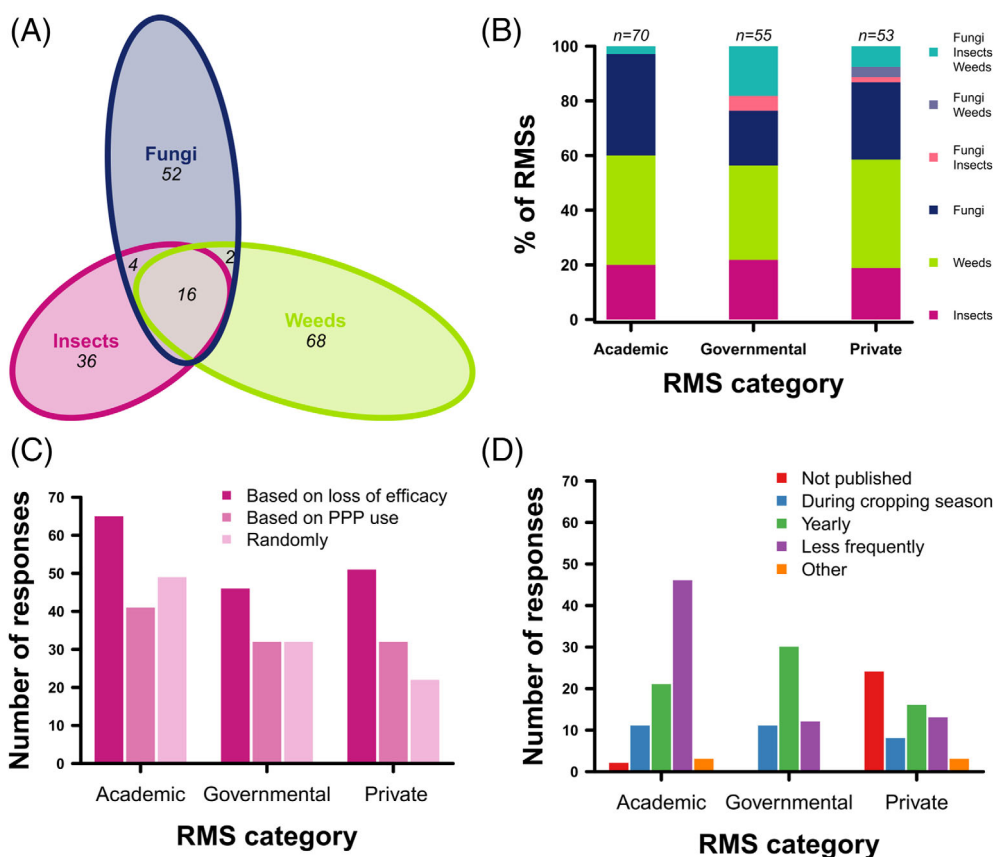 (A)
Fungi
52
4
2
16
Insects
36
Weeds
68
(B)
n=70
n=55
n=53
% of RMSs
100
80
60
40
20
0
Academic
Governmental
Private
RMS category
Fungi
Insects
Weeds
Fungi
Weeds
Fungi
Insects
Fungi
Weeds
Insects
(C)
Number of responses
70
60
50
40
30
20
10
0
Based on loss of efficacy
Based on PPP use
Randomly
Academic
Governmental
Private
RMS category
(D)
Number of responses
70
60
50
40
30
20
10
0
Not published
During cropping season
Yearly
Less frequently
Other
Academic
Governmental
Private
RMS category